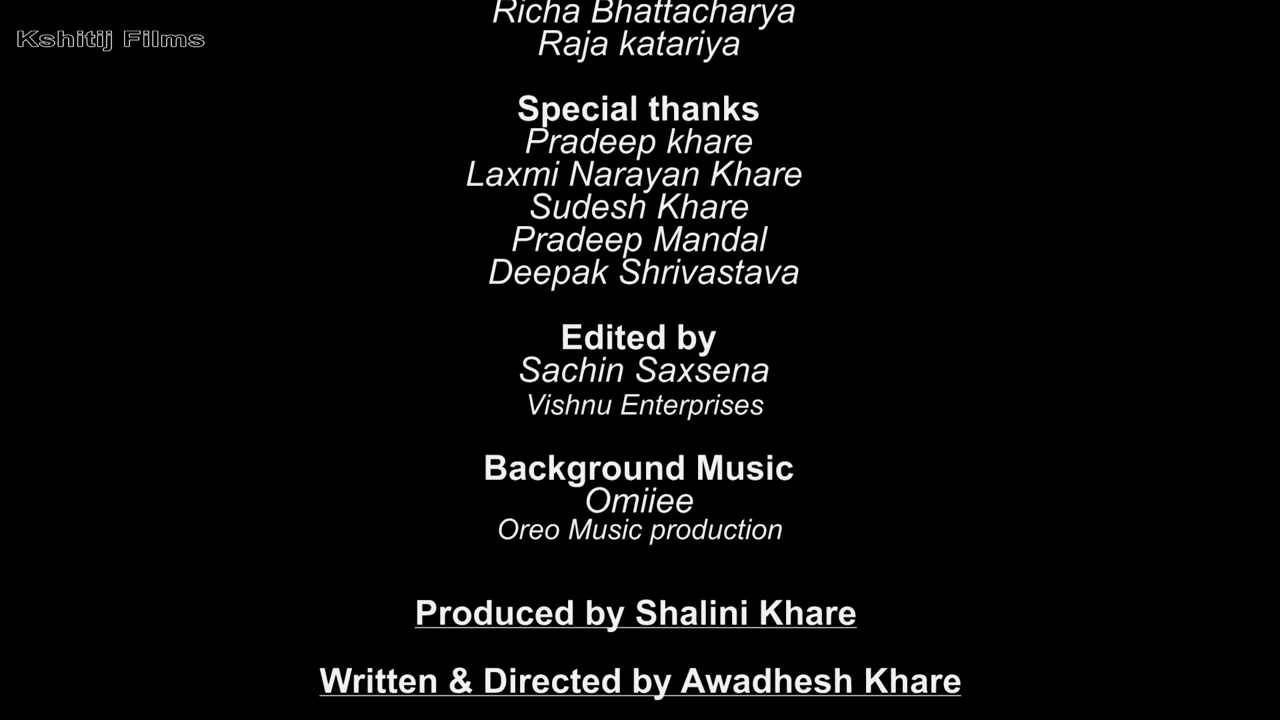 Richa Bhattacharya
Kshitij Films
Raja katariya
Special thanks
Pradeep khare
Laxmi Narayan Khare
Sudesh Khare
Pradeep Mandal
Deepak Shrivastava
Edited by
Sachin Saxsena
Vishnu Enterprises
Background Music
Omiiee
Oreo Music production
Produced by Shalini Khare
Written & Directed by Awadhesh Khare